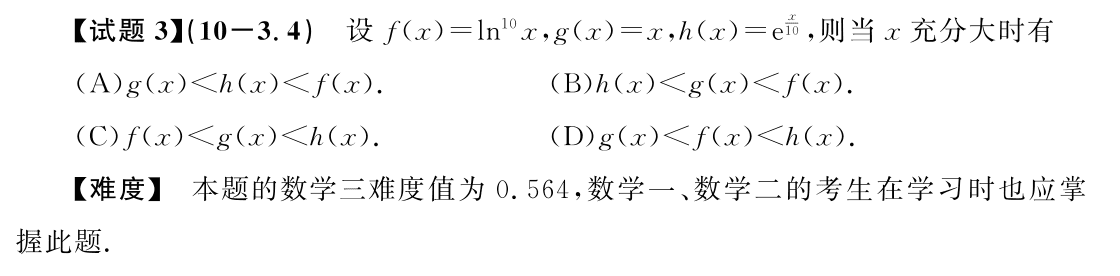 【试题 3】(10-3.4) 设 f(x)=ln¹⁰x,g(x)=x,h(x)=e^{\frac{x}{10}},则当 x 充分大时有
(A)g(x)<h(x)<f(x). (B)h(x)<g(x)<f(x).
(C)f(x)<g(x)<h(x). (D)g(x)<f(x)<h(x).
【难度】 本题的数学三难度值为 0.564,数学一、数学二的考生在学习时也应掌
握此题.